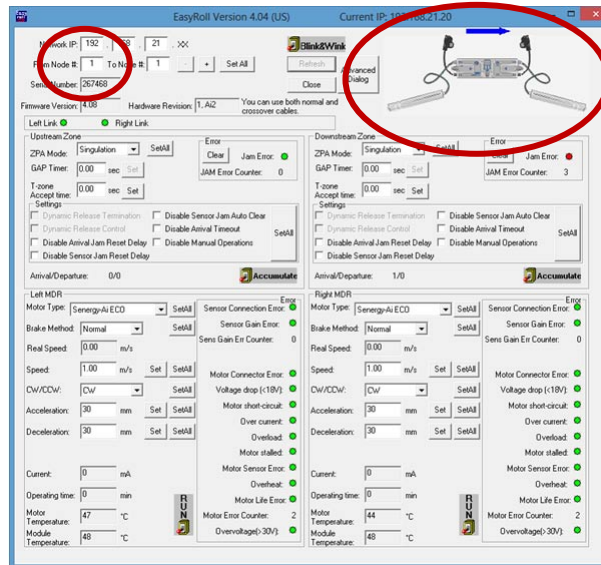 EasyRoll Version 4.04 (US) Current IP: 192.168.21.20
Network IP: 192 . 168 . 21 . XX Blink&Wink
From Node #: 1 To Node #: 1 - + Set All Refresh Advanced Dialog
Serial Number: 267468 Close
Firmware Version: 4.08 Hardware Revision: 1, Ai2 You can use both normal and crossover cables.
Left Link Right Link
Upstream Zone
ZPA Mode: Singulation SetAll
GAP Timer: 0.00 sec Set
T-zone Accept time: 0.00 sec Set
Error
Clear Jam Error:
JAM Error Counter: 0
Settings
Dynamic Release Termination Disable Sensor Jam Auto Clear
Dynamic Release Control Disable Arrival Timeout
Disable Arrival Jam Reset Delay Disable Manual Operations
Disable Sensor Jam Reset Delay
SetAll
Arrival/Departure: 0/0 Accumulate
Downstream Zone
ZPA Mode: Singulation SetAll
GAP Timer: 0.00 sec Set
T-zone Accept time: 0.00 sec Set
Error
Clear Jam Error:
JAM Error Counter: 3
Settings
Dynamic Release Termination Disable Sensor Jam Auto Clear
Dynamic Release Control Disable Arrival Timeout
Disable Arrival Jam Reset Delay Disable Manual Operations
Disable Sensor Jam Reset Delay
SetAll
Arrival/Departure: 1/0 Accumulate
Left MDR
Motor Type: Senergy-Ai ECO SetAll
Brake Method: Normal SetAll
Real Speed: 0.00 m/s
Speed: 1.00 m/s Set SetAll
CW/CCW: CW SetAll
Acceleration: 30 mm Set SetAll
Deceleration: 30 mm Set SetAll
Current: 0 mA
Operating time: 0 min
Motor Temperature: 47 °C
Module Temperature: 48 °C
RUN
Error
Sensor Connection Error:
Sensor Gain Error:
Sens Gain Err Counter: 0
Motor Connector Error:
Voltage drop (<18V):
Motor short-circuit:
Over current:
Overload:
Motor stalled:
Motor Sensor Error:
Overheat:
Motor Life Error:
Motor Error Counter: 2
Overvoltage(>30V):
Right MDR
Motor Type: Senergy-Ai ECO SetAll
Brake Method: Normal SetAll
Real Speed: 0.00 m/s
Speed: 1.00 m/s Set SetAll
CW/CCW: CW SetAll
Acceleration: 30 mm Set SetAll
Deceleration: 30 mm Set SetAll
Current: 0 mA
Operating time: 0 min
Motor Temperature: 44 °C
Module Temperature: 48 °C
RUN
Error
Sensor Connection Error:
Sensor Gain Error:
Sens Gain Err Counter: 0
Motor Connector Error:
Voltage drop (<18V):
Motor short-circuit:
Over current:
Overload:
Motor stalled:
Motor Sensor Error:
Overheat:
Motor Life Error:
Motor Error Counter: 2
Overvoltage(>30V):